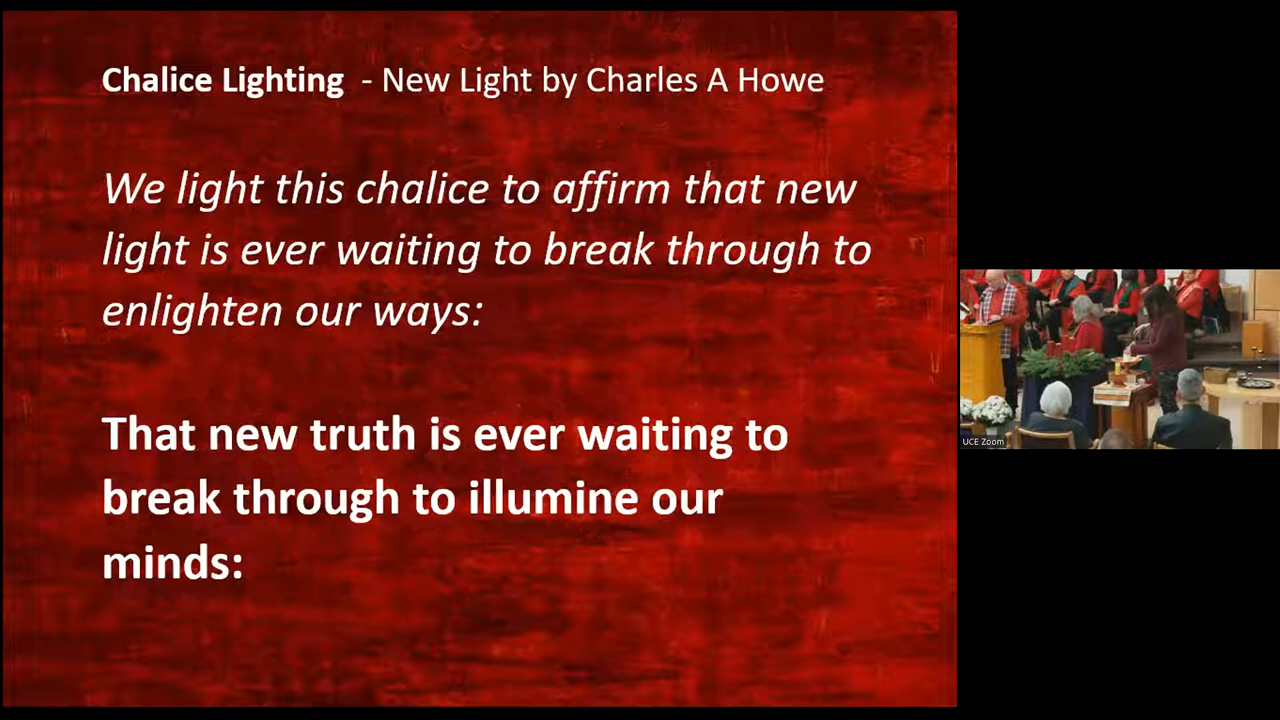 Chalice Lighting - New Light by Charles A Howe
We light this chalice to affirm that new
light is ever waiting to break through to
enlighten our ways:
That new truth is ever waiting to
break through to illumine our
minds:
UCE Zoom